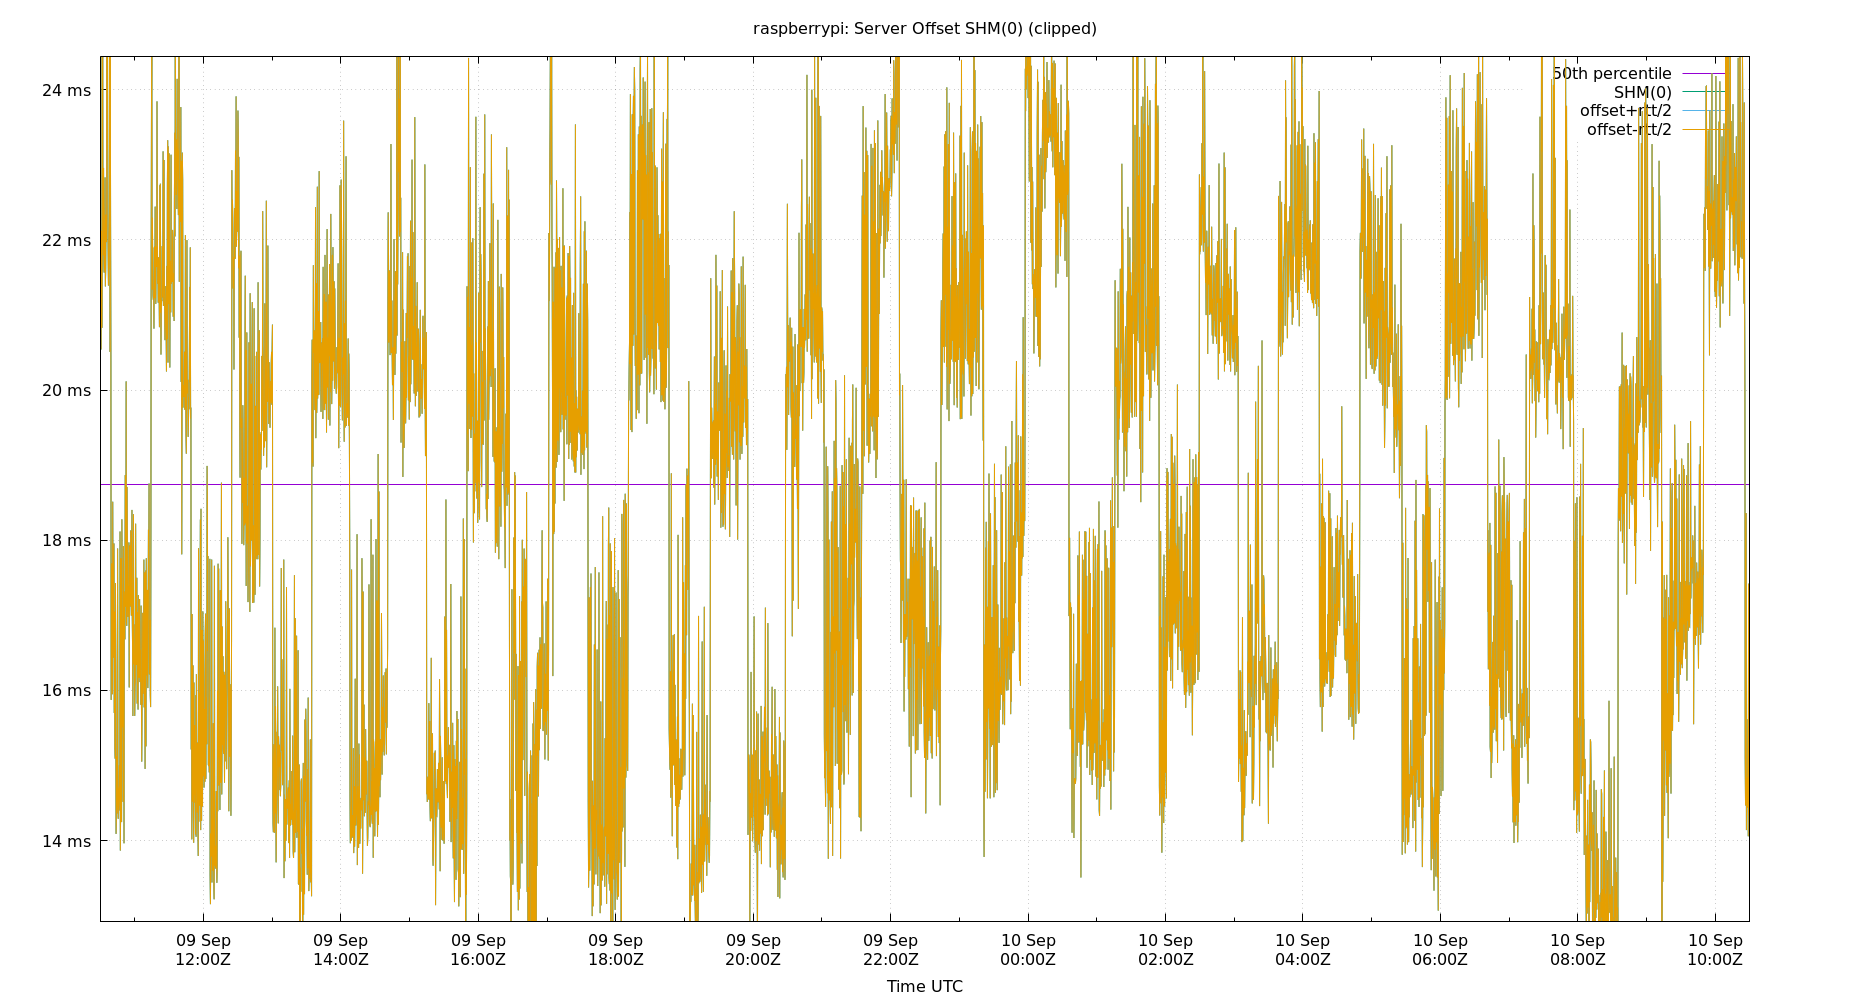 raspberrypi: Server Offset SHM(0) (clipped)
24 ms
22 ms
20 ms
18 ms
16 ms
14 ms
50th percentile
SHM(0)
offset+rtt/2
offset-rtt/2
09 Sep
12:00Z
09 Sep
14:00Z
09 Sep
16:00Z
09 Sep
18:00Z
09 Sep
20:00Z
09 Sep
22:00Z
10 Sep
00:00Z
10 Sep
02:00Z
10 Sep
04:00Z
10 Sep
06:00Z
10 Sep
08:00Z
10 Sep
10:00Z
Time UTC